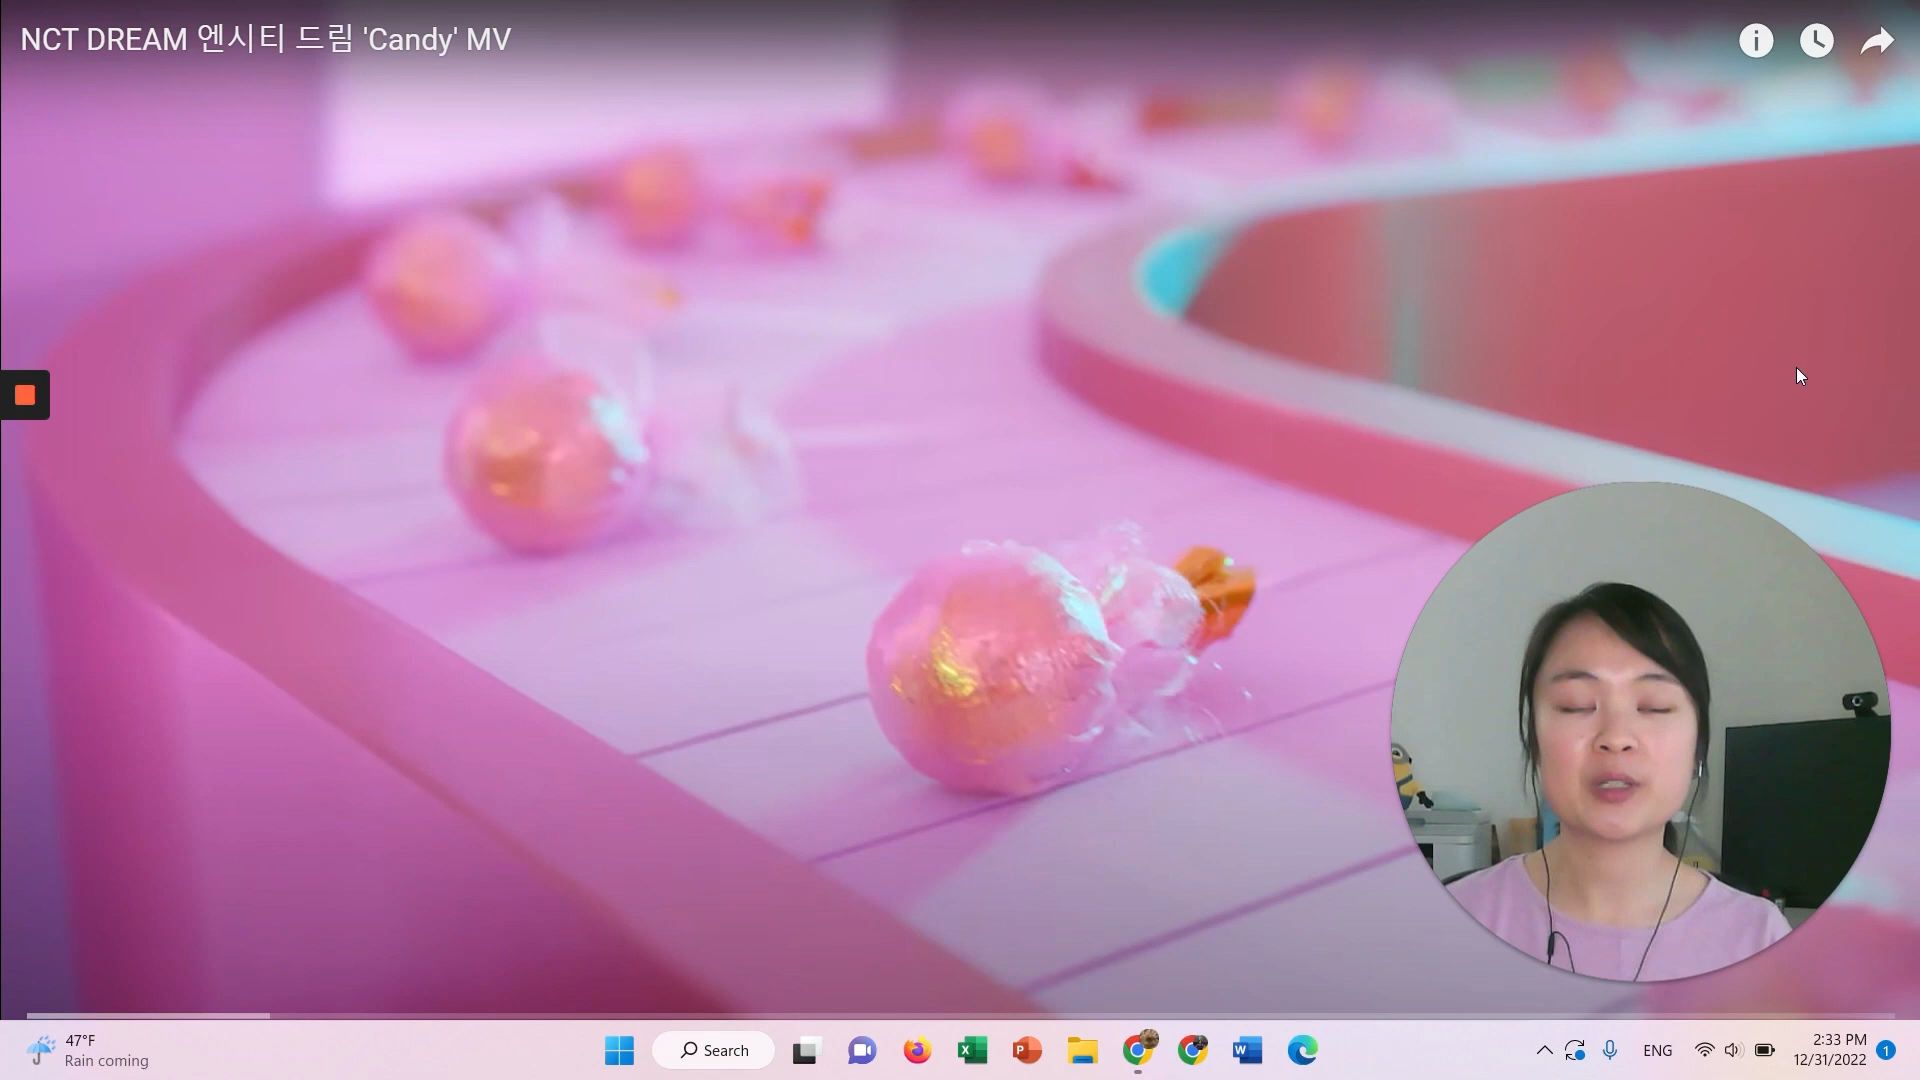 NCT DREAM 엔시티 드림 'Candy' MV
47°F
Rain coming
Search
ENG
2:33 PM
12/31/2022
1